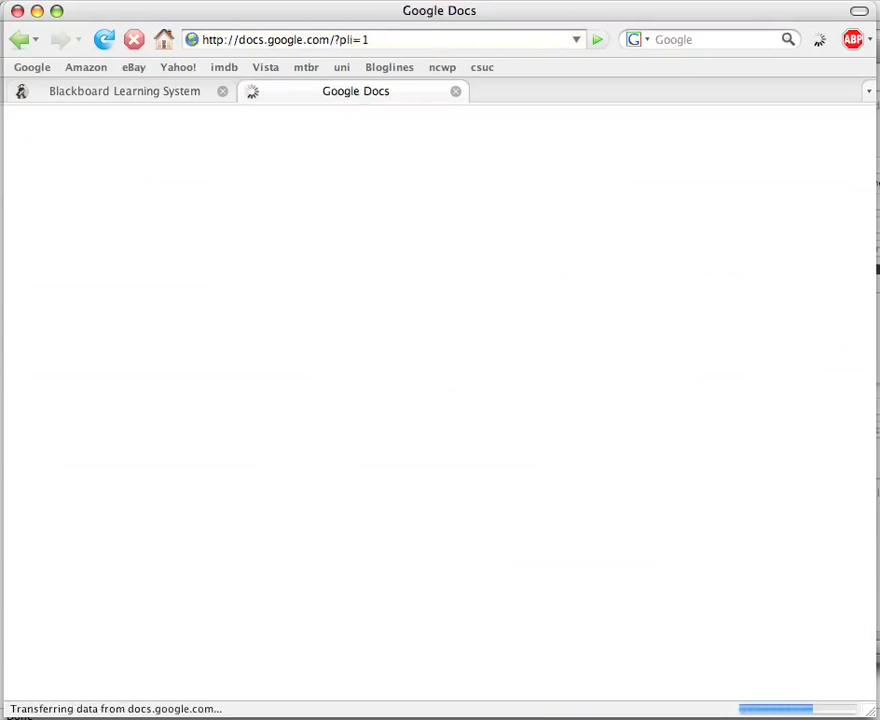 Google Docs
http://docs.google.com/?pli=1
Google
ABP
Google Amazon eBay Yahoo! imdb Vista mtbr uni Bloglines ncwp csuc
Blackboard Learning System Google Docs
Transferring data from docs.google.com...